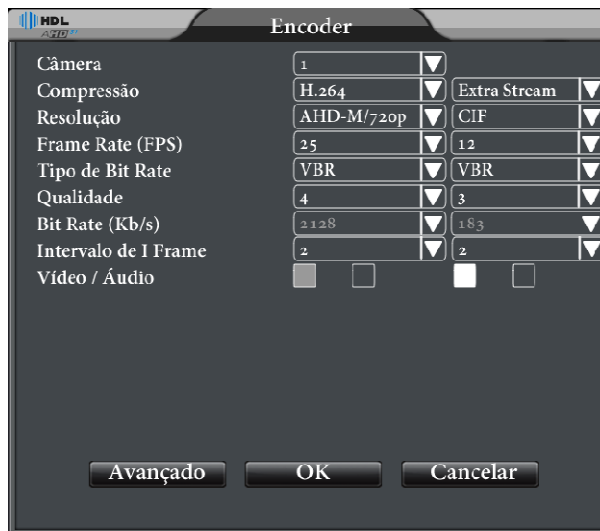 HDL
AHD
Encoder
Câmera 1
Compressão H.264 Extra Stream
Resolução AHD-M/720p CIF
Frame Rate (FPS) 25 12
Tipo de Bit Rate VBR VBR
Qualidade 4 3
Bit Rate (Kb/s) 2128 183
Intervalo de I Frame 2 2
Vídeo / Áudio
Avançado OK Cancelar